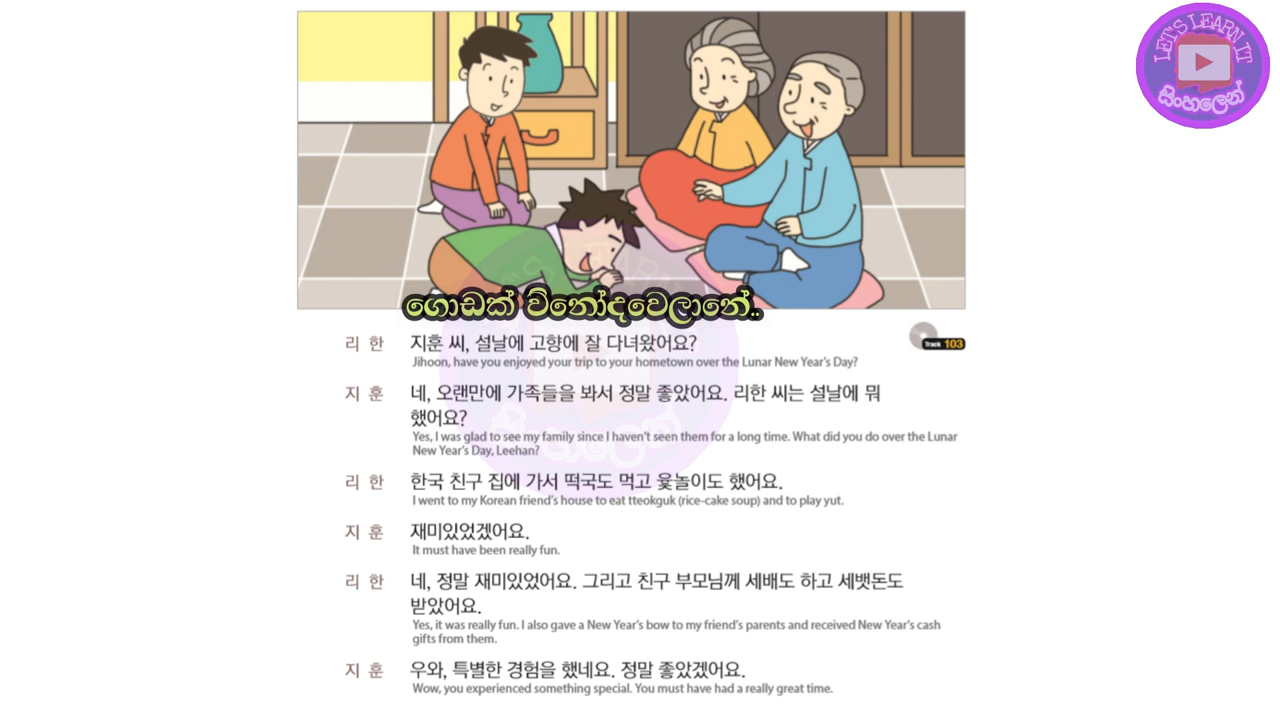 LET'S LEARN IT
සිංහලෙන්
ගොඩක් විනෝදවෙලානේ..
Track 103
리 한 지훈 씨, 설날에 고향에 잘 다녀왔어요?
Jihoon, have you enjoyed your trip to your hometown over the Lunar New Year's Day?
지 훈 네, 오랜만에 가족들을 봐서 정말 좋았어요. 리한 씨는 설날에 뭐
했어요?
Yes, I was glad to see my family since I haven't seen them for a long time. What did you do over the Lunar
New Year's Day, Leehan?
리 한 한국 친구 집에 가서 떡국도 먹고 윷놀이도 했어요.
I went to my Korean friend's house to eat tteokguk (rice-cake soup) and to play yut.
지 훈 재미있었겠어요.
It must have been really fun.
리 한 네, 정말 재미있었어요. 그리고 친구 부모님께 세배도 하고 세뱃돈도
받았어요.
Yes, it was really fun. I also gave a New Year's bow to my friend's parents and received New Year's cash
gifts from them.
지 훈 우와, 특별한 경험을 했네요. 정말 좋았겠어요.
Wow, you experienced something special. You must have had a really great time.